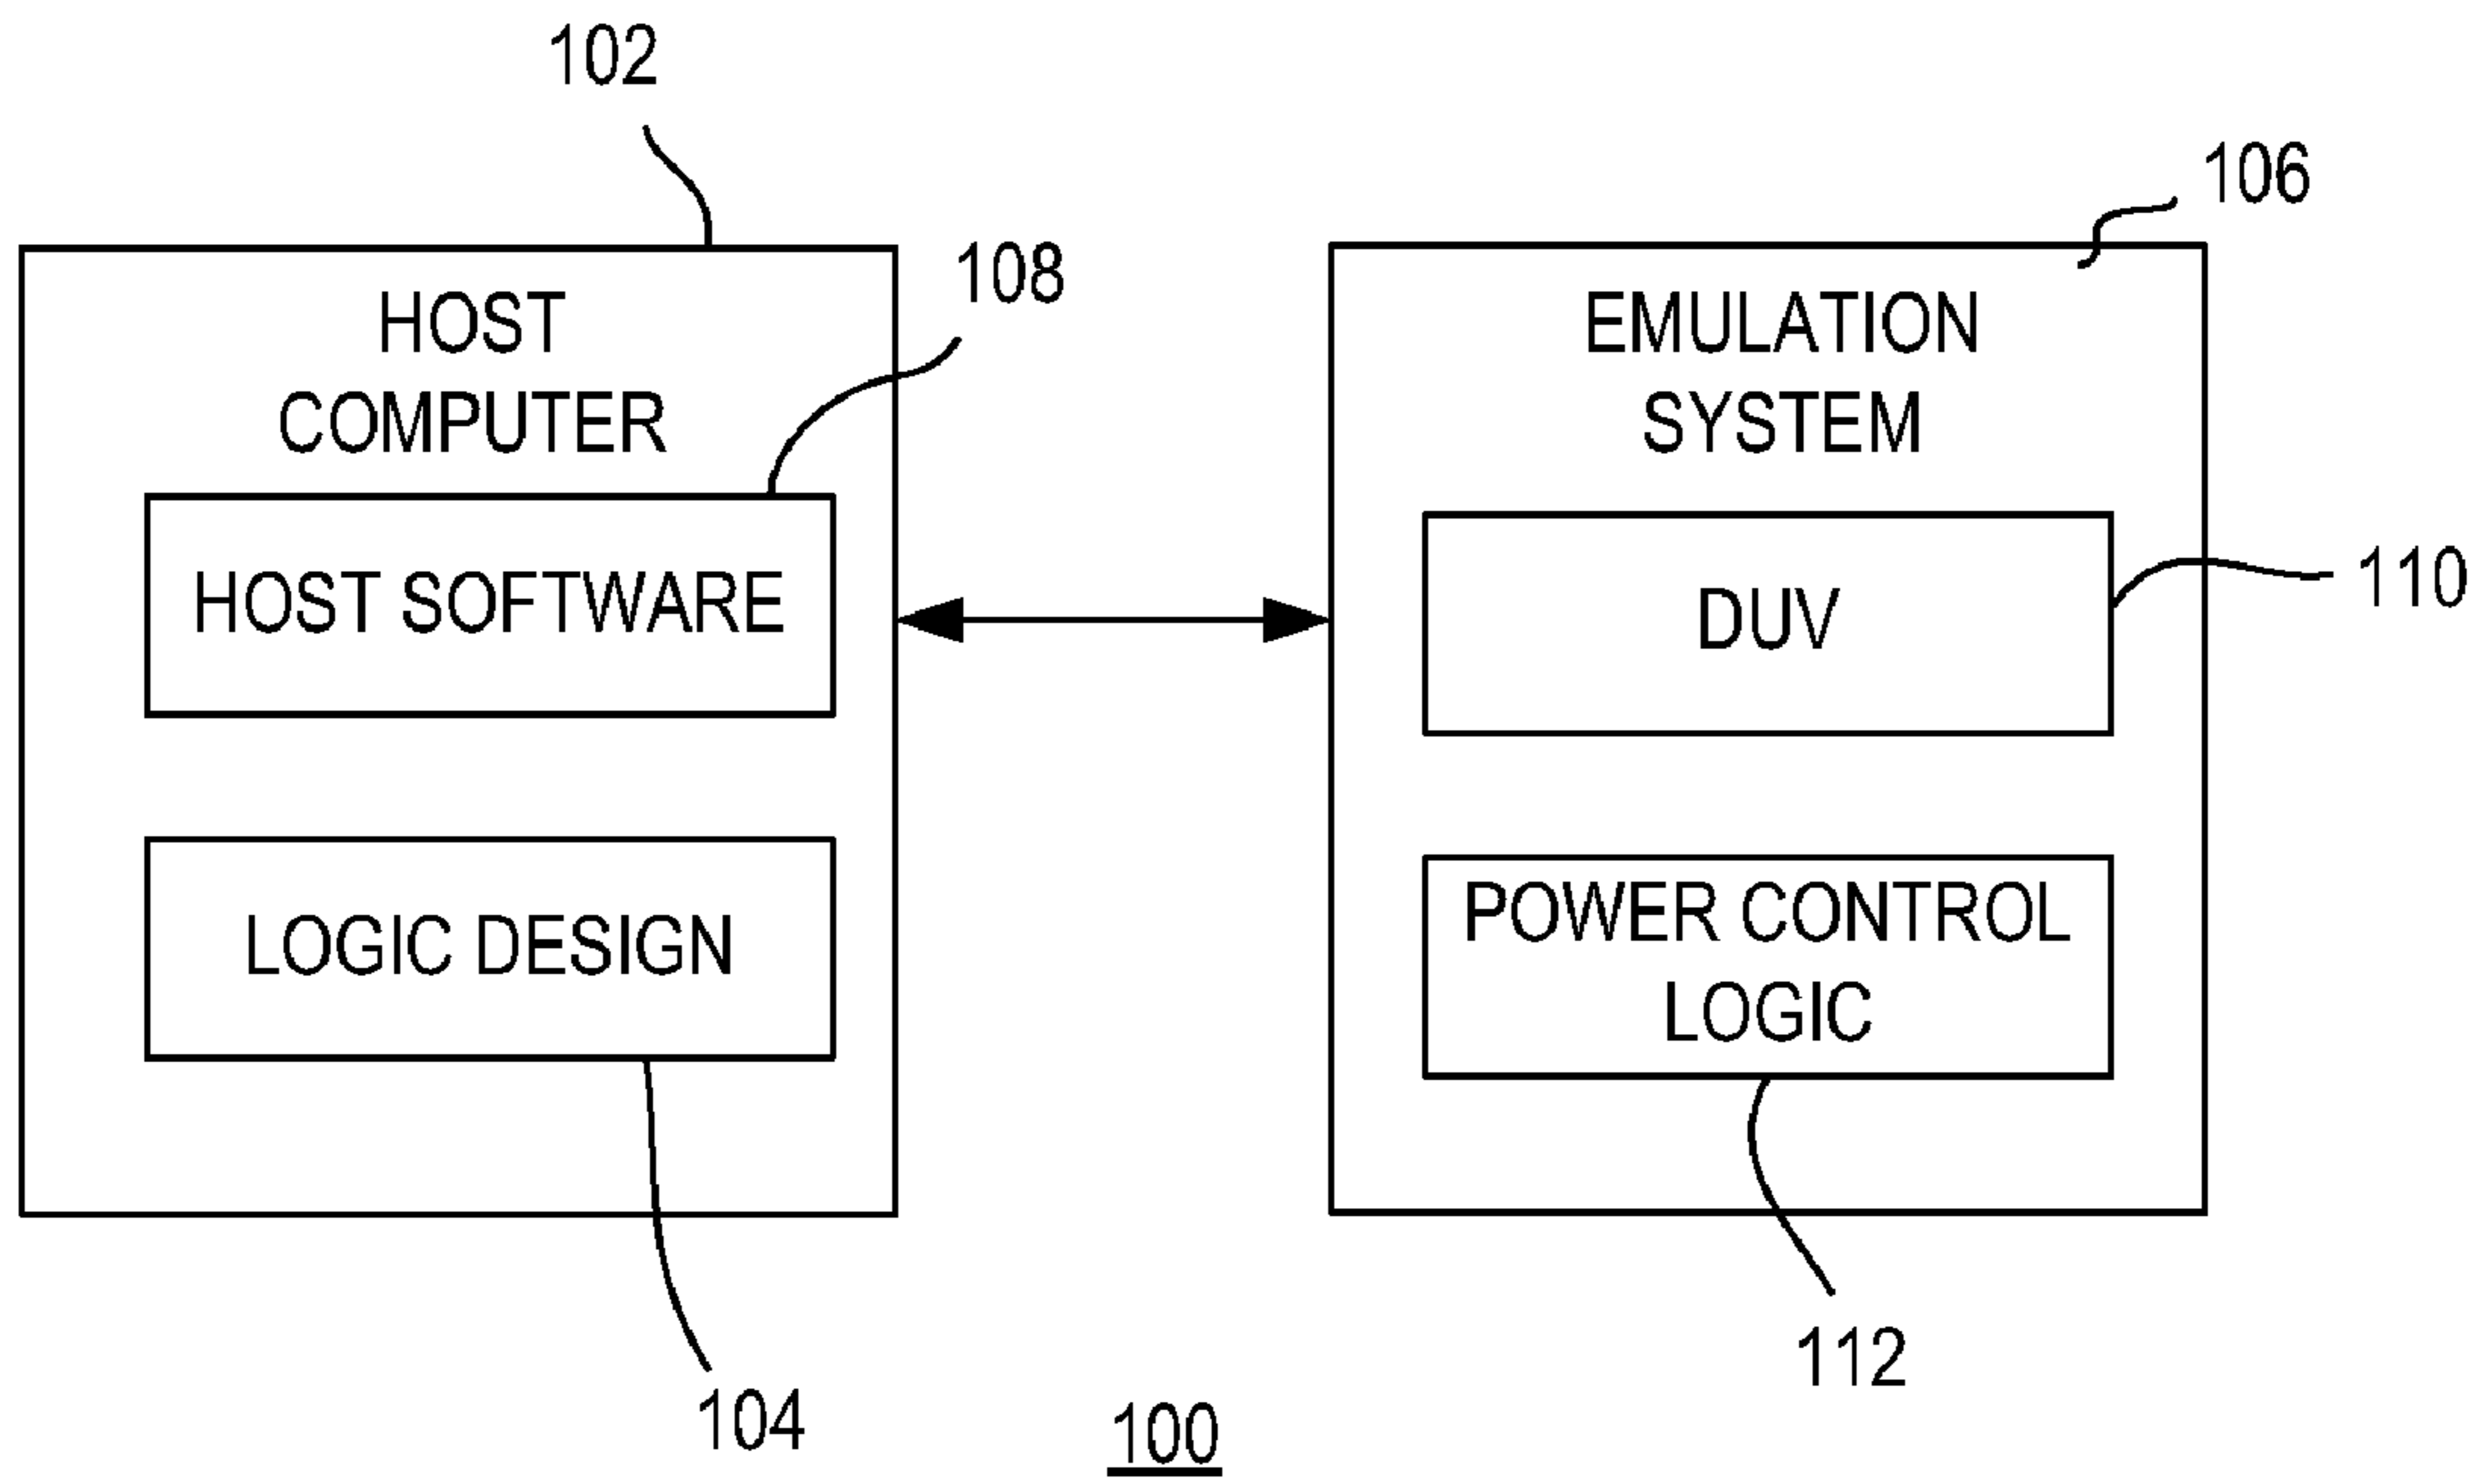 102
106
108
HOST
COMPUTER
HOST SOFTWARE
LOGIC DESIGN
104
EMULATION
SYSTEM
DUV
110
POWER CONTROL
LOGIC
112
100